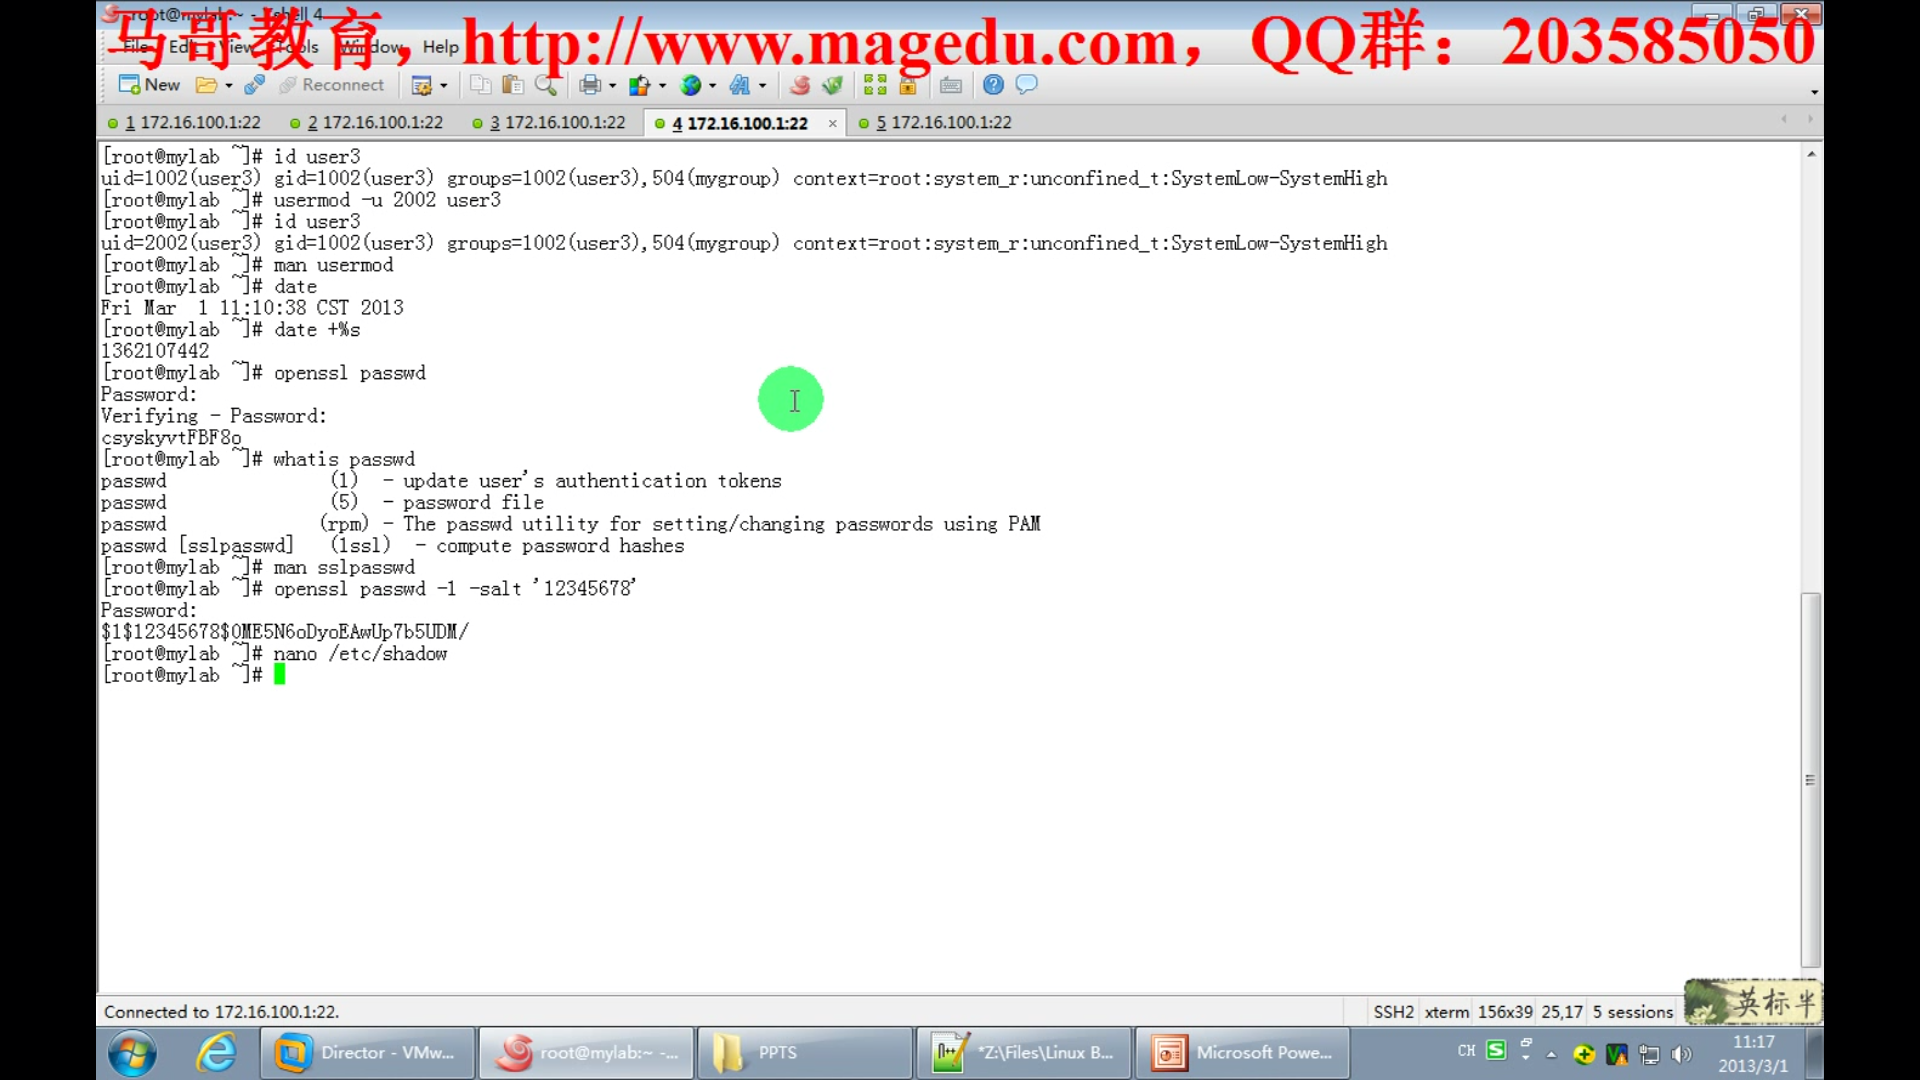 root@mylab:~ - Xshell 4
马哥教育，http://www.magedu.com，QQ群：203585050
File Edit View Tools Window Help
New Reconnect
1 172.16.100.1:22 2 172.16.100.1:22 3 172.16.100.1:22 4 172.16.100.1:22 × 5 172.16.100.1:22
[root@mylab ~]# id user3
uid=1002(user3) gid=1002(user3) groups=1002(user3),504(mygroup) context=root:system_r:unconfined_t:SystemLow-SystemHigh
[root@mylab ~]# usermod -u 2002 user3
[root@mylab ~]# id user3
uid=2002(user3) gid=1002(user3) groups=1002(user3),504(mygroup) context=root:system_r:unconfined_t:SystemLow-SystemHigh
[root@mylab ~]# man usermod
[root@mylab ~]# date
Fri Mar  1 11:10:38 CST 2013
[root@mylab ~]# date +%s
1362107442
[root@mylab ~]# openssl passwd
Password:
Verifying - Password:
csyskyvtFBF8o
[root@mylab ~]# whatis passwd
passwd               (1)  - update user's authentication tokens
passwd               (5)  - password file
passwd              (rpm) - The passwd utility for setting/changing passwords using PAM
passwd [sslpasswd]   (1ssl)  - compute password hashes
[root@mylab ~]# man sslpasswd
[root@mylab ~]# openssl passwd -1 -salt '12345678'
Password:
$1$12345678$0ME5N6oDyoEAwUp7b5UDM/
[root@mylab ~]# nano /etc/shadow
[root@mylab ~]#
Connected to 172.16.100.1:22. SSH2 xterm 156x39 25,17 5 sessions
英标半
Director - VMw... root@mylab:~ -... PPTS *Z:\Files\Linux B... Microsoft Powe... CH 11:17
2013/3/1